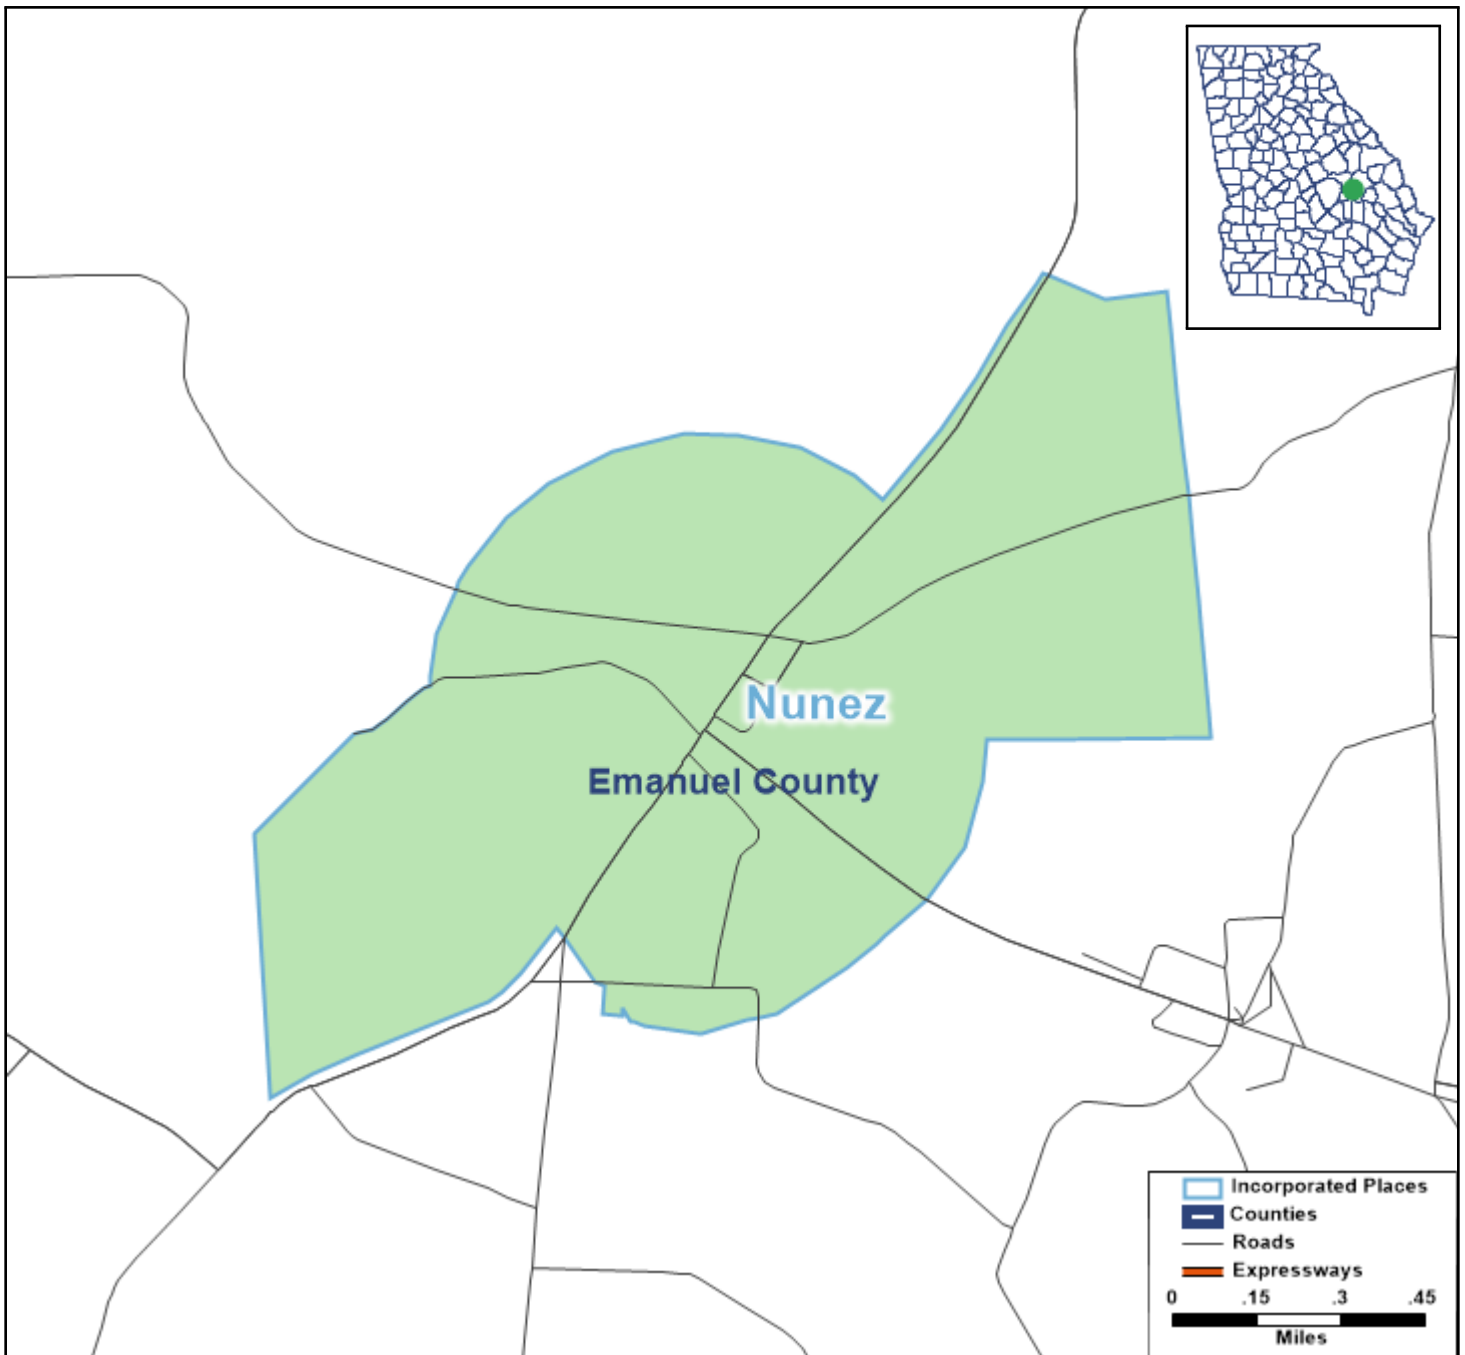 Nunez
Emanuel County
Incorporated Places
Counties
Roads
Expressways
0 .15 .3 .45
Miles